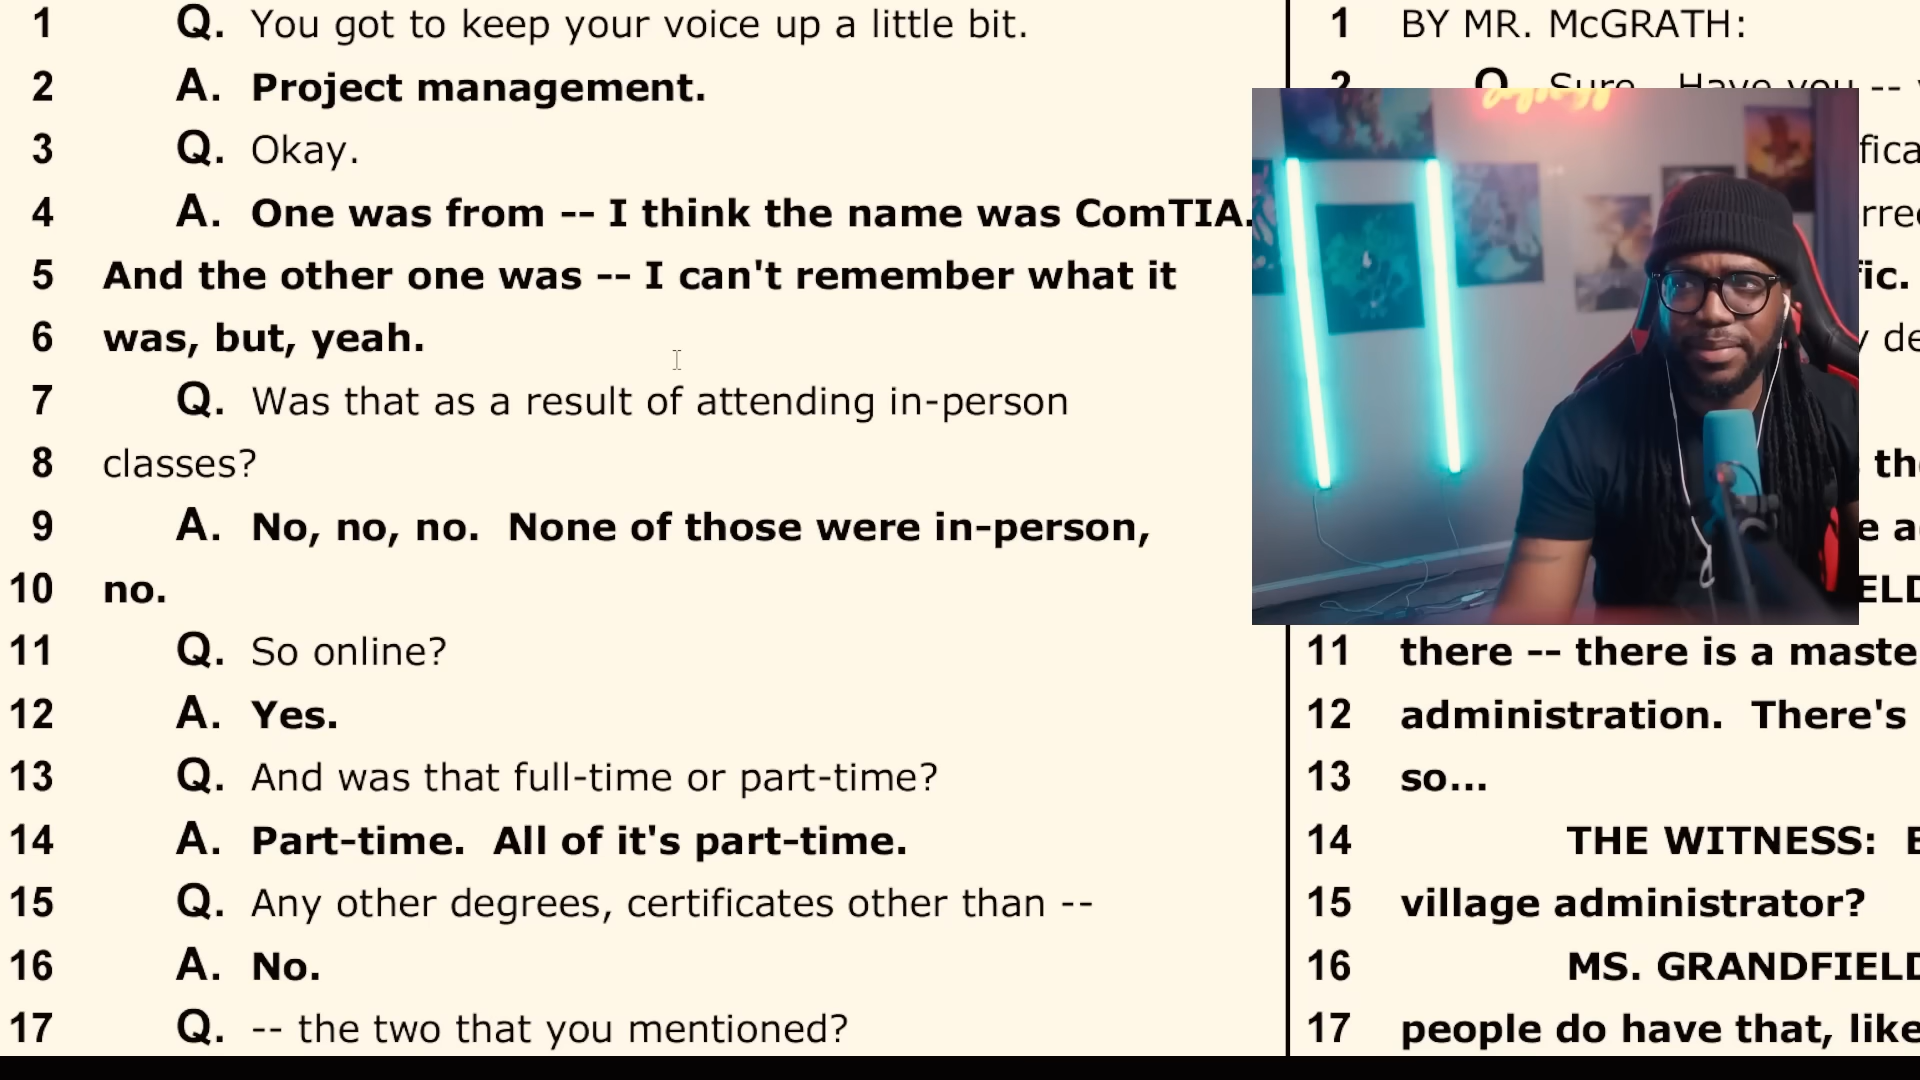 1 Q. You got to keep your voice up a little bit.
2 A. Project management.
3 Q. Okay.
4 A. One was from -- I think the name was ComTIA.
5 And the other one was -- I can't remember what it
6 was, but, yeah.
7 Q. Was that as a result of attending in-person
8 classes?
9 A. No, no, no. None of those were in-person,
10 no.
11 Q. So online?
12 A. Yes.
13 Q. And was that full-time or part-time?
14 A. Part-time. All of it's part-time.
15 Q. Any other degrees, certificates other than --
16 A. No.
17 Q. -- the two that you mentioned?
1 BY MR. McGRATH:
2 Q. Sure. Have you --
11 there -- there is a maste
12 administration. There's
13 so...
14 THE WITNESS:
15 village administrator?
16 MS. GRANDFIELD
17 people do have that, like